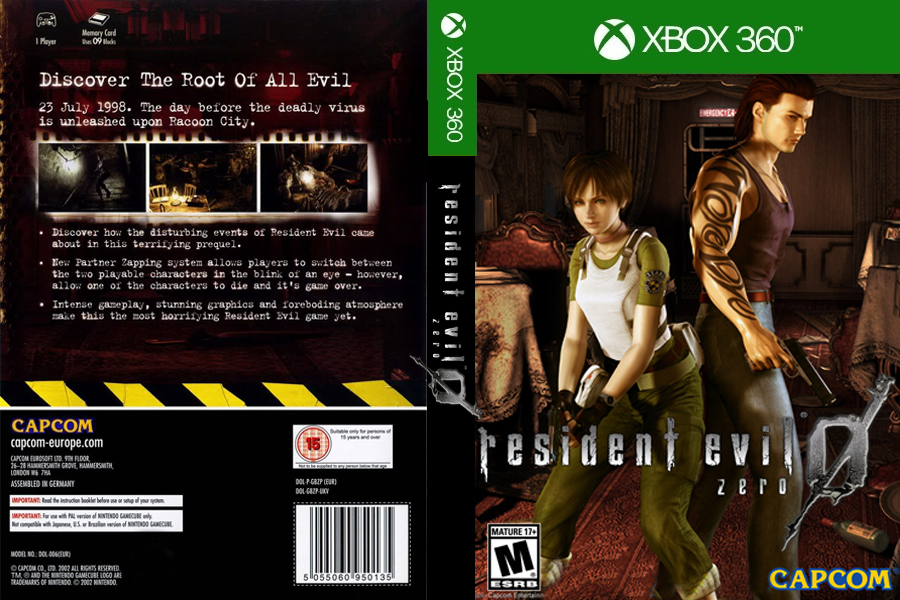 1 Player
Memory Card
Uses 09 Blocks
Discover The Root Of All Evil
23 July 1998. The day before the deadly virus
is unleashed upon Racoon City.
• Discover how the disturbing events of Resident Evil came
about in this terrifying prequel.
• New Partner Zapping system allows players to switch between
the two playable characters in the blink of an eye - however,
allow one of the characters to die and it's game over.
• Intense gameplay, stunning graphics and foreboding atmosphere
make this the most horrifying Resident Evil game yet.
CAPCOM
capcom-europe.com
CAPCOM EUROSOFT LTD. 9TH FLOOR,
26-28 HAMMERSMITH GROVE, HAMMERSMITH,
LONDON W6 7HA
ASSEMBLED IN GERMANY
IMPORTANT: Read the instruction booklet before use or setup of your system.
IMPORTANT: For use with PAL version of NINTENDO GAMECUBE only.
Not compatible with Japanese, U.S. or Brazilian version of NINTENDO GAMECUBE.
MODEL NO.: DOL-006(EUR)
© CAPCOM CO., LTD. 2002 ALL RIGHTS RESERVED.
TM, ® AND THE NINTENDO GAMECUBE LOGO ARE
TRADEMARKS OF NINTENDO. © 2002 NINTENDO.
15
Suitable only for persons of
15 years and over
Not to be supplied to any person below that age
DOL-P-GBZP (EUR)
DOL-GBZP-UKV
5 055060 950135
XBOX 360
resident evil 0
zero
XBOX 360™
EMERGENCY
resident evil 0
zero
®
MATURE 17+
M
ESRB
©Capcom Entertainm
CAPCOM